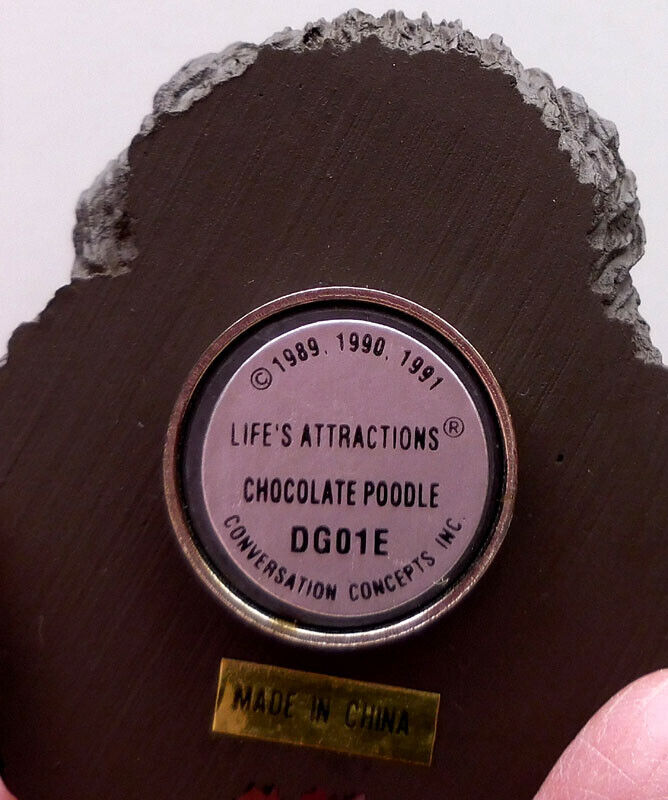 © 1989, 1990, 1991
LIFE'S ATTRACTIONS®
CHOCOLATE POODLE
DG01E
CONVERSATION CONCEPTS INC.
MADE IN CHINA